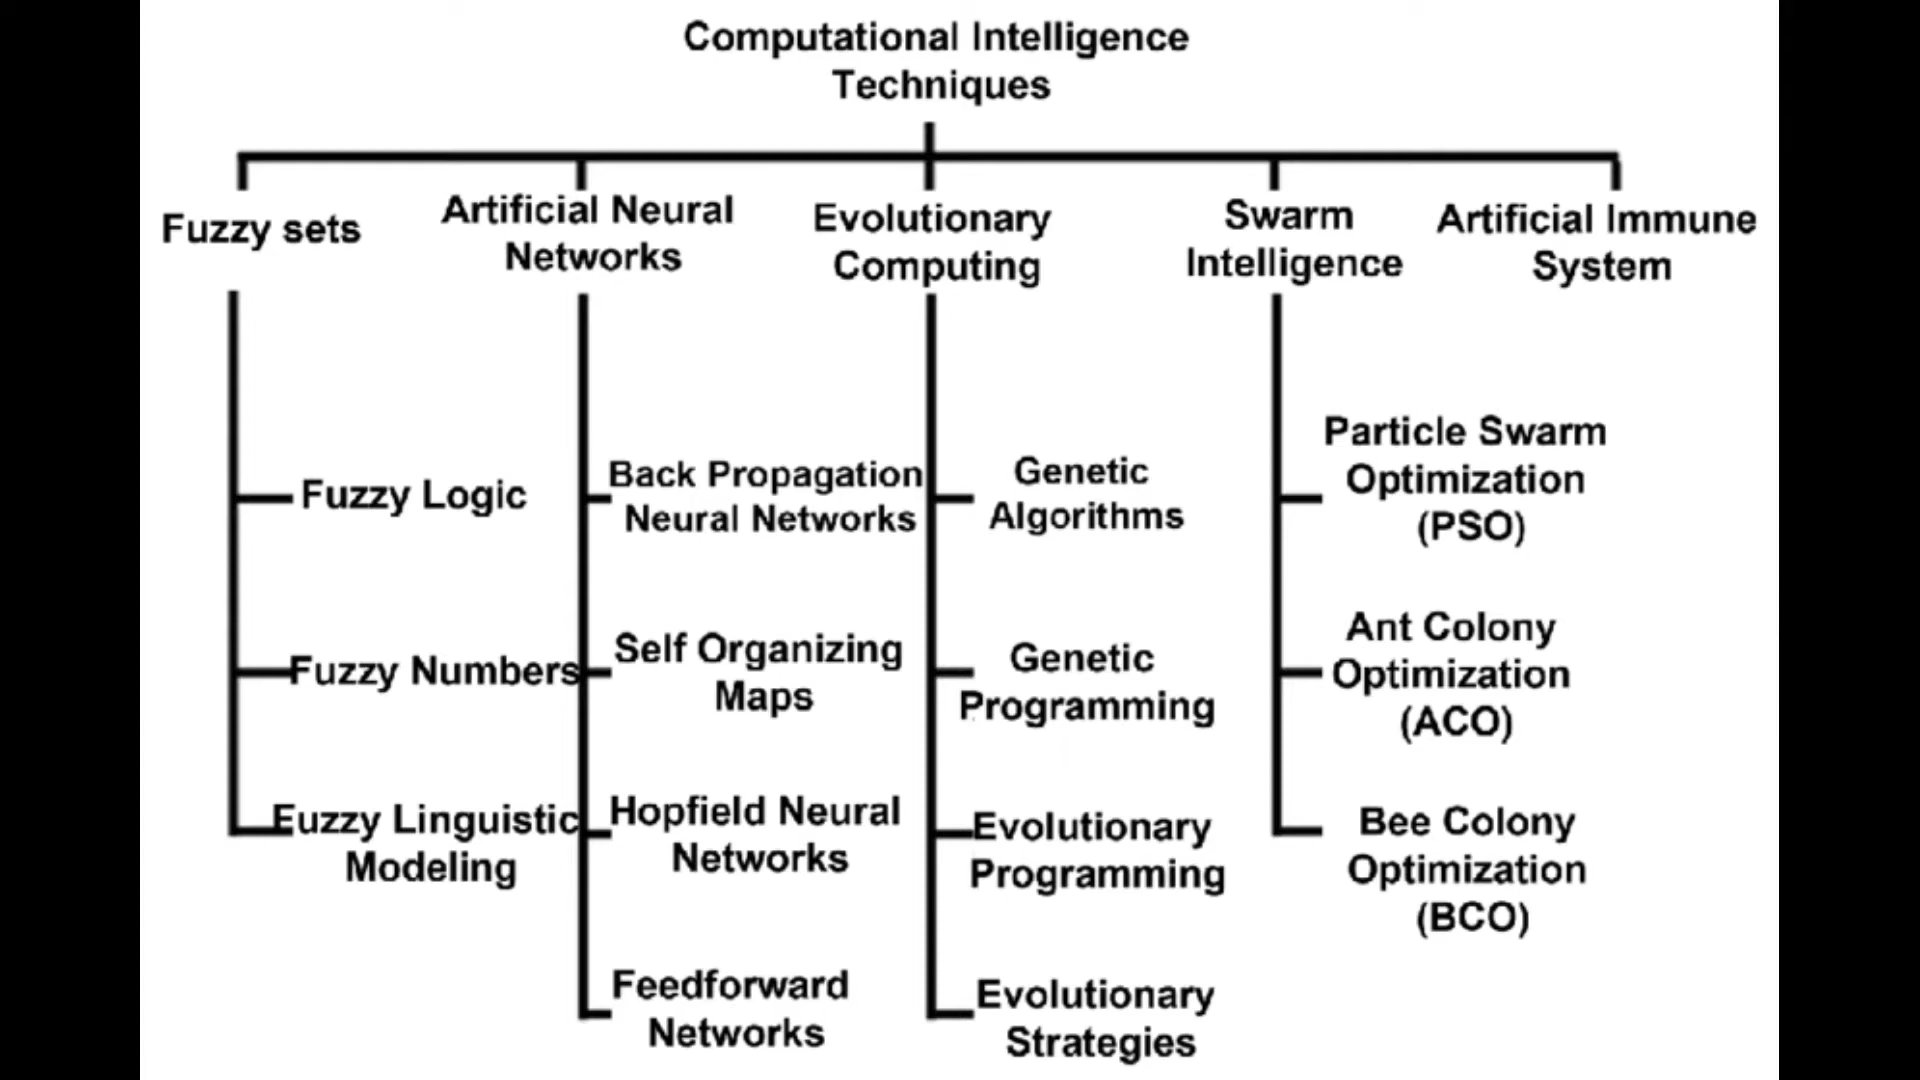 Computational Intelligence
Techniques
Fuzzy sets
Artificial Neural
Networks
Evolutionary
Computing
Swarm
Intelligence
Artificial Immune
System
Fuzzy Logic
Fuzzy Numbers
Fuzzy Linguistic
Modeling
Back Propagation
Neural Networks
Self Organizing
Maps
Hopfield Neural
Networks
Feedforward
Networks
Genetic
Algorithms
Genetic
Programming
Evolutionary
Programming
Evolutionary
Strategies
Particle Swarm
Optimization
(PSO)
Ant Colony
Optimization
(ACO)
Bee Colony
Optimization
(BCO)